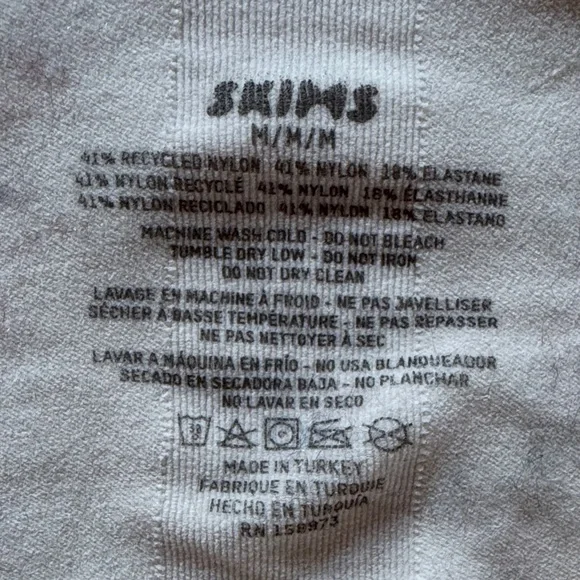 SKIMS
M/M/M
41% RECYCLED NYLON 41% NYLON 18% ELASTANE
41% NYLON RECYCLÉ 41% NYLON 18% ÉLASTHANNE
41% NYLON RECICLADO 41% NYLON 18% ELASTANO
MACHINE WASH COLD - DO NOT BLEACH
TUMBLE DRY LOW - DO NOT IRON
DO NOT DRY CLEAN
LAVAGE EN MACHINE À FROID - NE PAS JAVELLISER
SÉCHER À BASSE TEMPÉRATURE - NE PAS REPASSER
NE PAS NETTOYER À SEC
LAVAR A MÁQUINA EN FRÍO - NO USA BLANQUEADOR
SECADO EN SECADORA BAJA - NO PLANCHAR
NO LAVAR EN SECO
30
MADE IN TURKEY
FABRIQUE EN TURQUIE
HECHO EN TURQUÍA
RN 158973